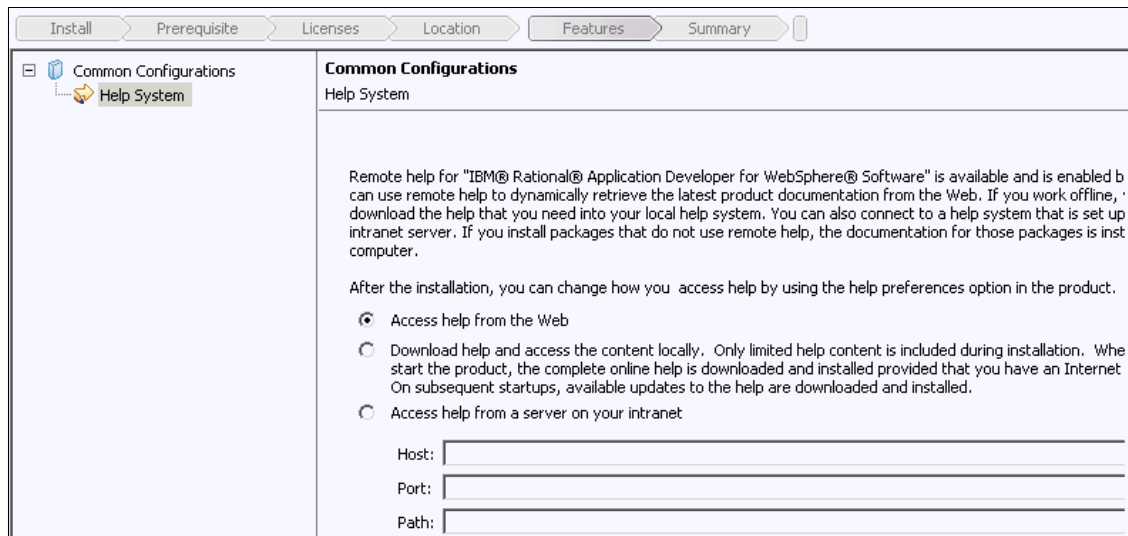 Install Prerequisite Licenses Location Features Summary
Common Configurations
Help System
Common Configurations
Help System
Remote help for "IBM® Rational® Application Developer for WebSphere® Software" is available and is enabled b
can use remote help to dynamically retrieve the latest product documentation from the Web. If you work offline,
download the help that you need into your local help system. You can also connect to a help system that is set up
intranet server. If you install packages that do not use remote help, the documentation for those packages is inst
computer.
After the installation, you can change how you access help by using the help preferences option in the product.
Access help from the Web
Download help and access the content locally. Only limited help content is included during installation. Whe
start the product, the complete online help is downloaded and installed provided that you have an Internet
On subsequent startups, available updates to the help are downloaded and installed.
Access help from a server on your intranet
Host:
Port:
Path: